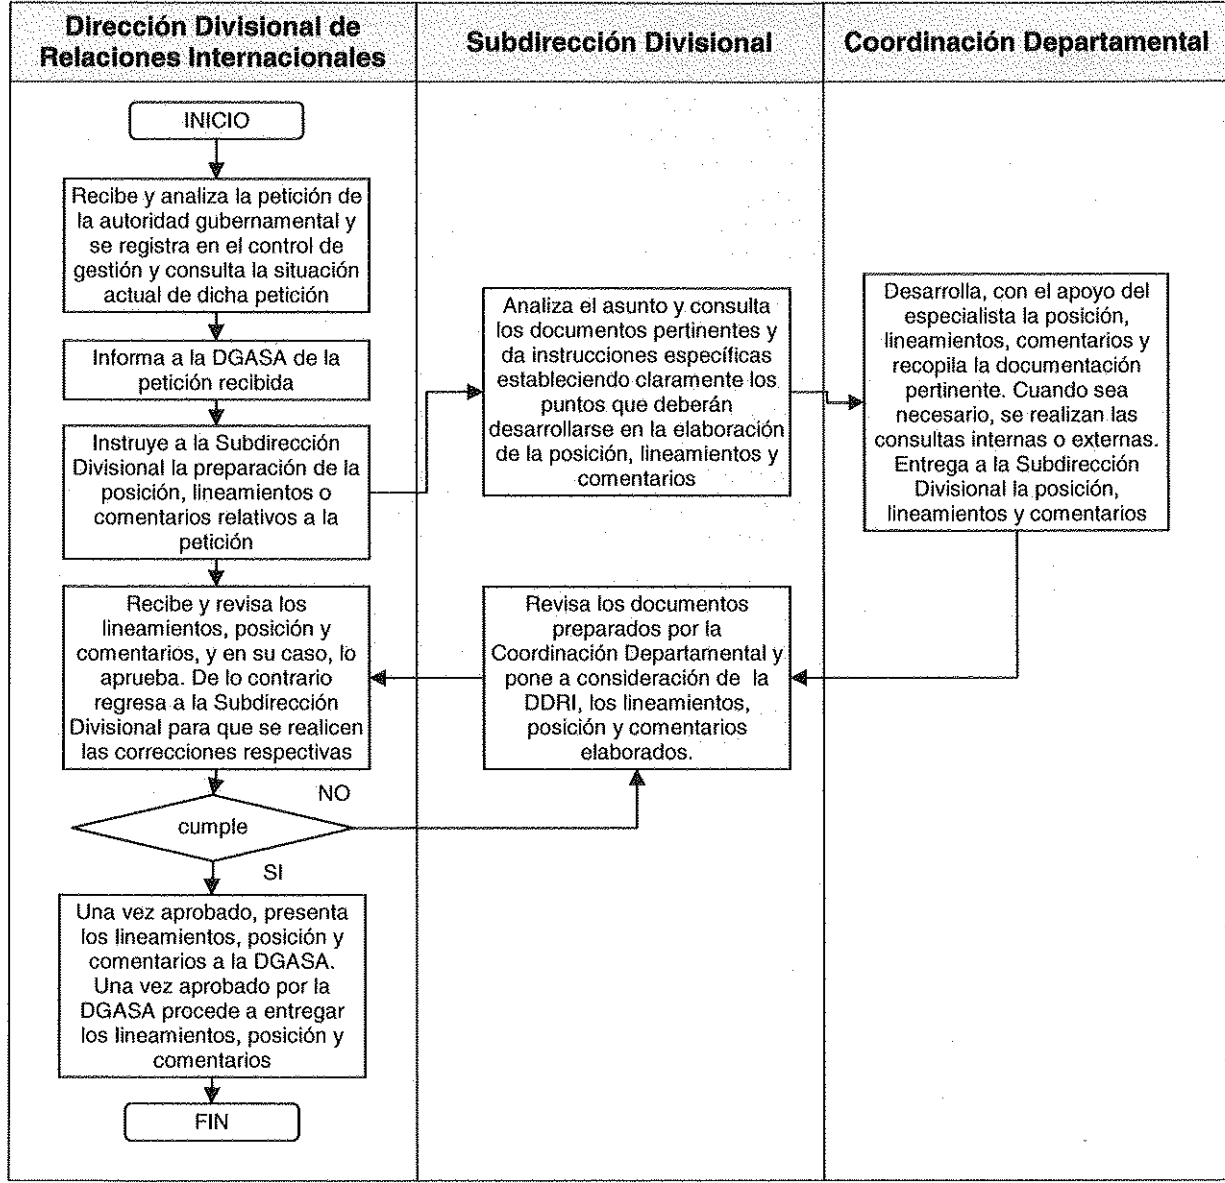 Dirección Divisional de
Relaciones Internacionales
Subdirección Divisional
Coordinación Departamental
INICIO
Recibe y analiza la petición de
la autoridad gubernamental y
se registra en el control de
gestión y consulta la situación
actual de dicha petición
Informa a la DGASA de la
petición recibida
Instruye a la Subdirección
Divisional la preparación de la
posición, lineamientos o
comentarios relativos a la
petición
Analiza el asunto y consulta
los documentos pertinentes y
da instrucciones específicas
estableciendo claramente los
puntos que deberán
desarrollarse en la elaboración
de la posición, lineamientos y
comentarios
Desarrolla, con el apoyo del
especialista la posición,
lineamientos, comentarios y
recopila la documentación
pertinente. Cuando sea
necesario, se realizan las
consultas internas o externas.
Entrega a la Subdirección
Divisional la posición,
lineamientos y comentarios
Revisa los documentos
preparados por la
Coordinación Departamental y
pone a consideración de la
DDRI, los lineamientos,
posición y comentarios
elaborados.
Recibe y revisa los
lineamientos, posición y
comentarios, y en su caso, lo
aprueba. De lo contrario
regresa a la Subdirección
Divisional para que se realicen
las correcciones respectivas
NO
cumple
SI
Una vez aprobado, presenta
los lineamientos, posición y
comentarios a la DGASA.
Una vez aprobado por la
DGASA procede a entregar
los lineamientos, posición y
comentarios
FIN